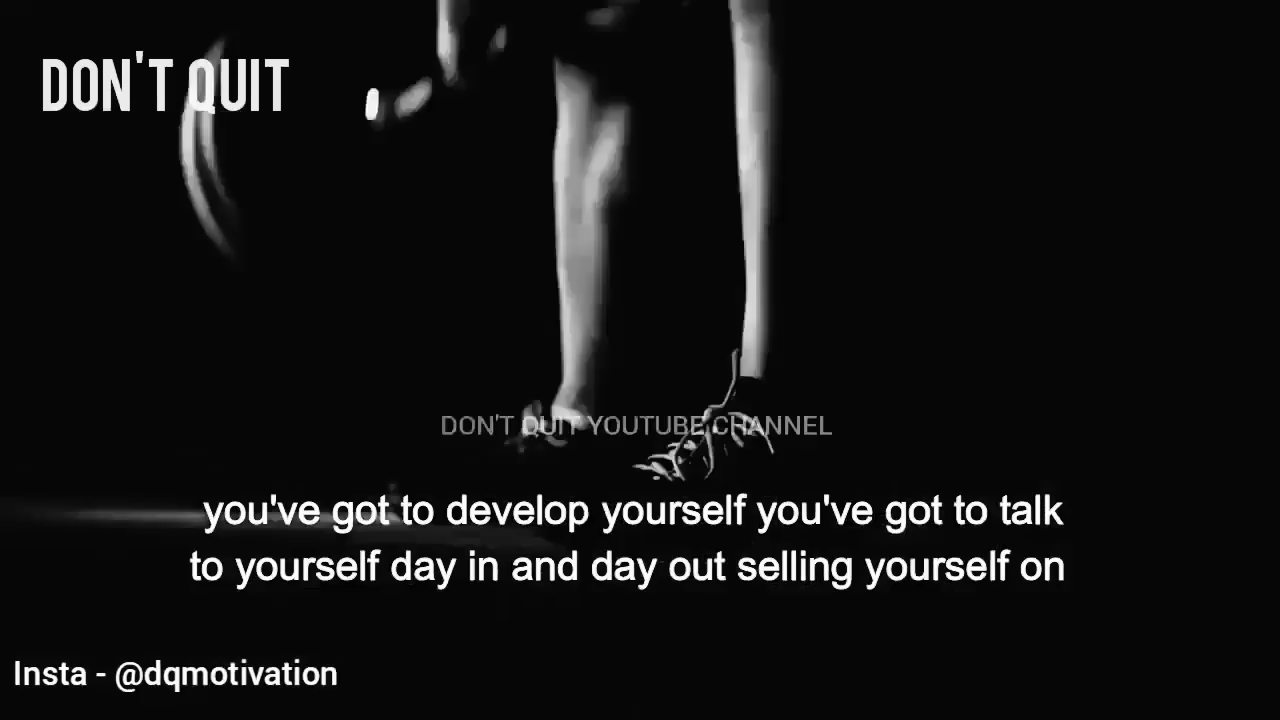 DON'T QUIT
DON'T QUIT YOUTUBE CHANNEL
you've got to develop yourself you've got to talk
to yourself day in and day out selling yourself on
Insta - @dqmotivation